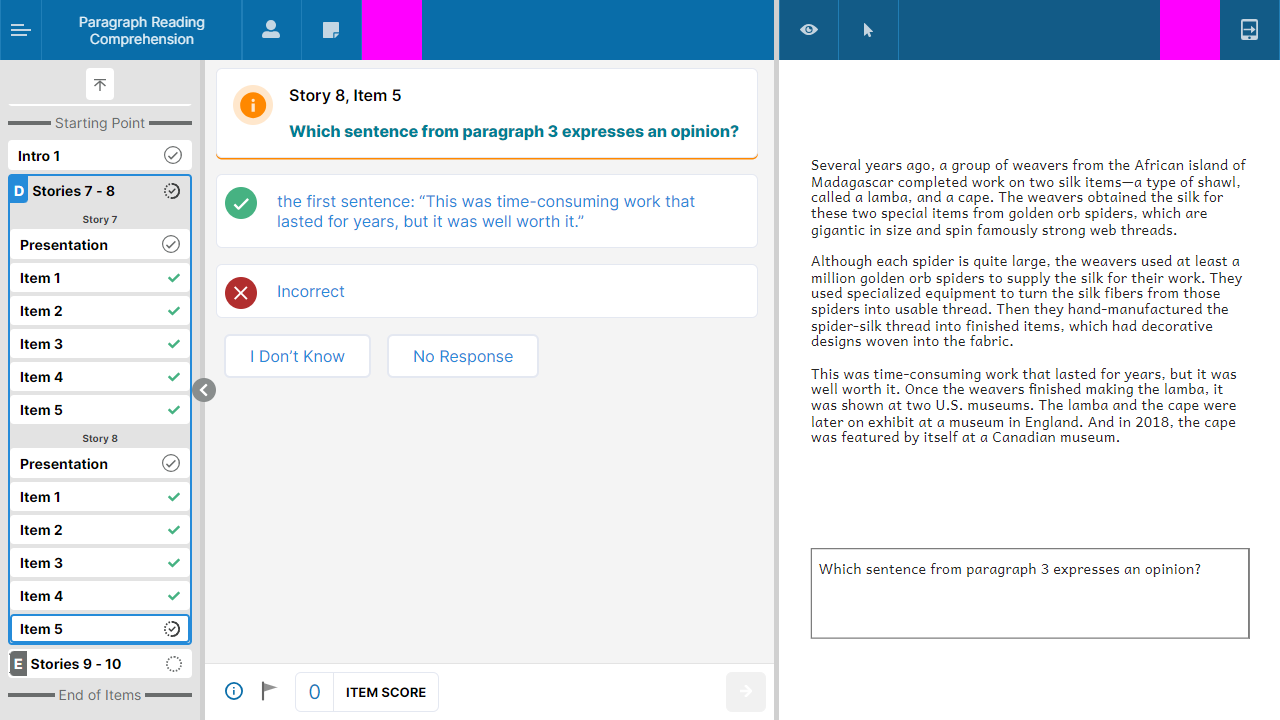 Paragraph Reading
Comprehension
Starting Point
Intro 1
D Stories 7 - 8
Story 7
Presentation
Item 1
Item 2
Item 3
Item 4
Item 5
Story 8
Presentation
Item 1
Item 2
Item 3
Item 4
Item 5
E Stories 9 - 10
End of Items
Story 8, Item 5
Which sentence from paragraph 3 expresses an opinion?
the first sentence: “This was time-consuming work that
lasted for years, but it was well worth it.”
Incorrect
I Don’t Know
No Response
0 ITEM SCORE
Several years ago, a group of weavers from the African island of
Madagascar completed work on two silk items—a type of shawl,
called a lamba, and a cape. The weavers obtained the silk for
these two special items from golden orb spiders, which are
gigantic in size and spin famously strong web threads.
Although each spider is quite large, the weavers used at least a
million golden orb spiders to supply the silk for their work. They
used specialized equipment to turn the silk fibers from those
spiders into usable thread. Then they hand-manufactured the
spider-silk thread into finished items, which had decorative
designs woven into the fabric.
This was time-consuming work that lasted for years, but it was
well worth it. Once the weavers finished making the lamba, it
was shown at two U.S. museums. The lamba and the cape were
later on exhibit at a museum in England. And in 2018, the cape
was featured by itself at a Canadian museum.
Which sentence from paragraph 3 expresses an opinion?